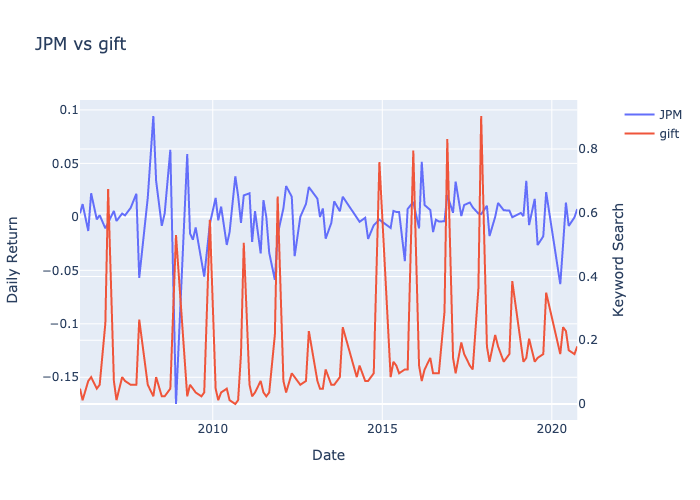 JPM vs gift
JPM
gift
0.1
0.05
0
−0.05
−0.1
−0.15
Daily Return
0.8
0.6
0.4
0.2
0
Keyword Search
2010
2015
2020
Date